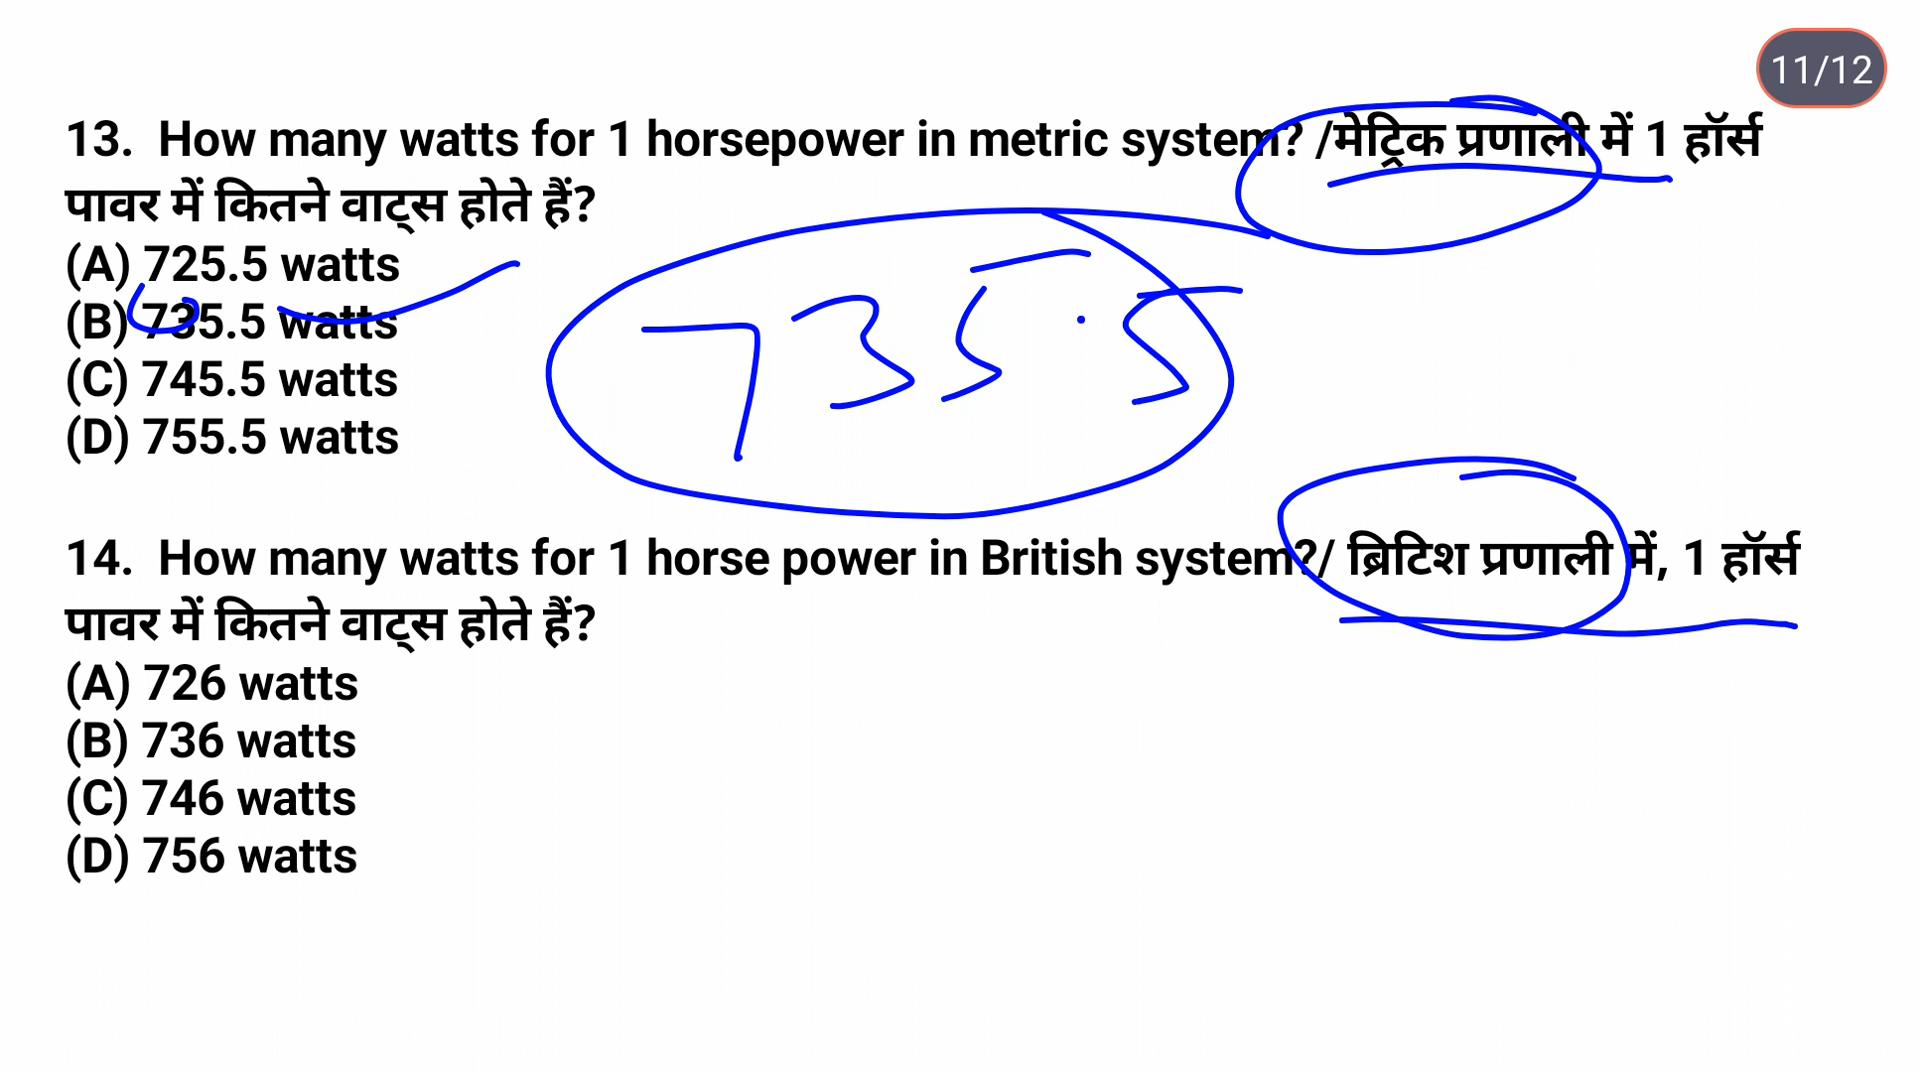 11/12
13. How many watts for 1 horsepower in metric system? /मेट्रिक प्रणाली में 1 हॉर्स
पावर में कितने वाट्स होते हैं?
(A) 725.5 watts
(B) 735.5 watts
(C) 745.5 watts
(D) 755.5 watts
735.5
14. How many watts for 1 horse power in British system?/ ब्रिटिश प्रणाली में, 1 हॉर्स
पावर में कितने वाट्स होते हैं?
(A) 726 watts
(B) 736 watts
(C) 746 watts
(D) 756 watts